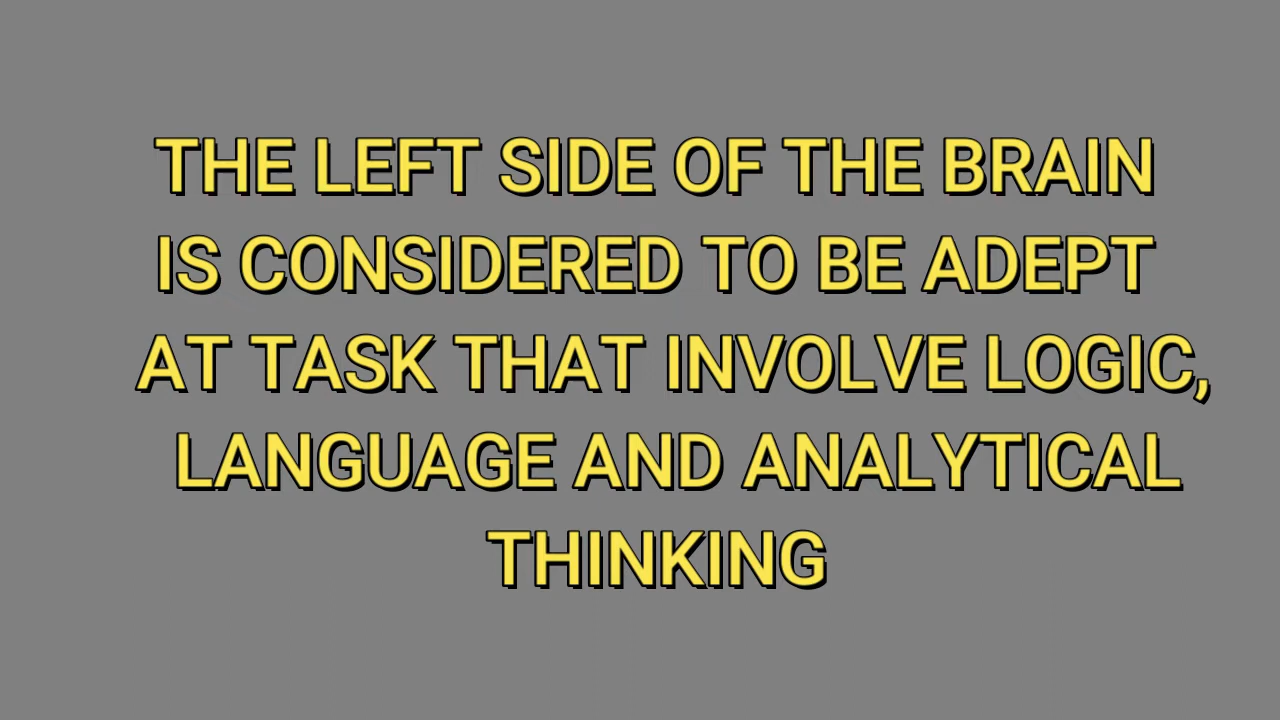 THE LEFT SIDE OF THE BRAIN
IS CONSIDERED TO BE ADEPT
AT TASK THAT INVOLVE LOGIC,
LANGUAGE AND ANALYTICAL
THINKING